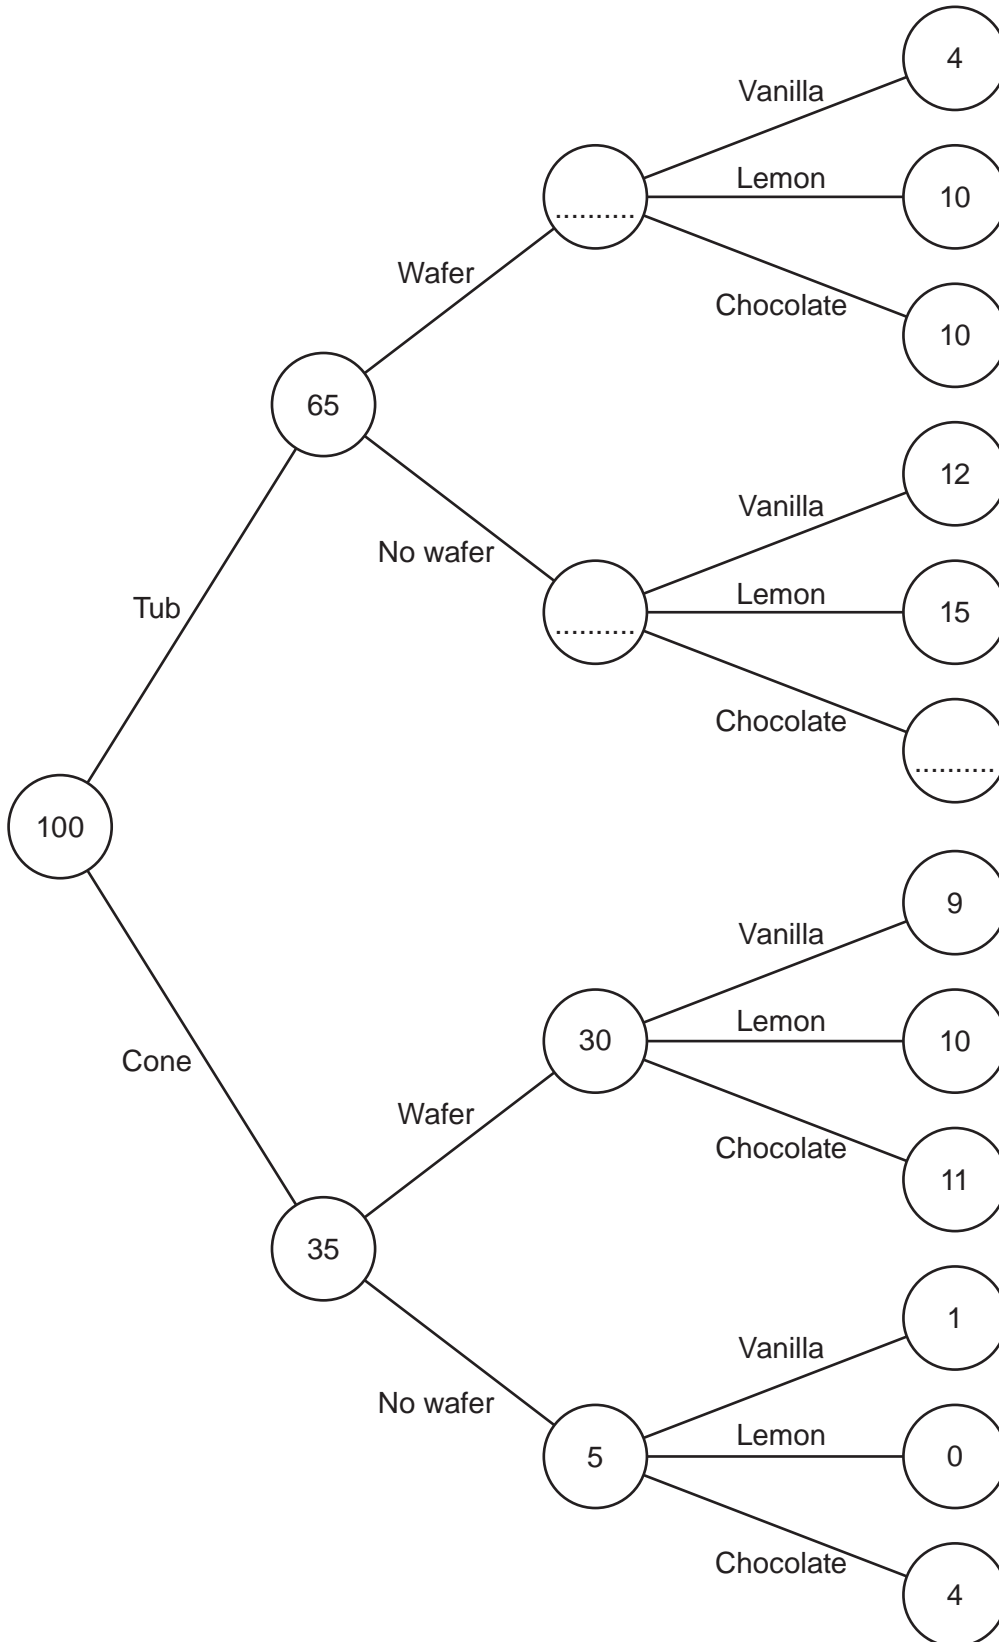 4
Vanilla
Lemon
10
..........
Wafer
Chocolate
10
65
12
Vanilla
No wafer
Lemon
15
Tub
..........
Chocolate
..........
100
9
Vanilla
Lemon
30
10
Cone
Wafer
Chocolate
11
35
1
Vanilla
No wafer
Lemon
5
0
Chocolate
4